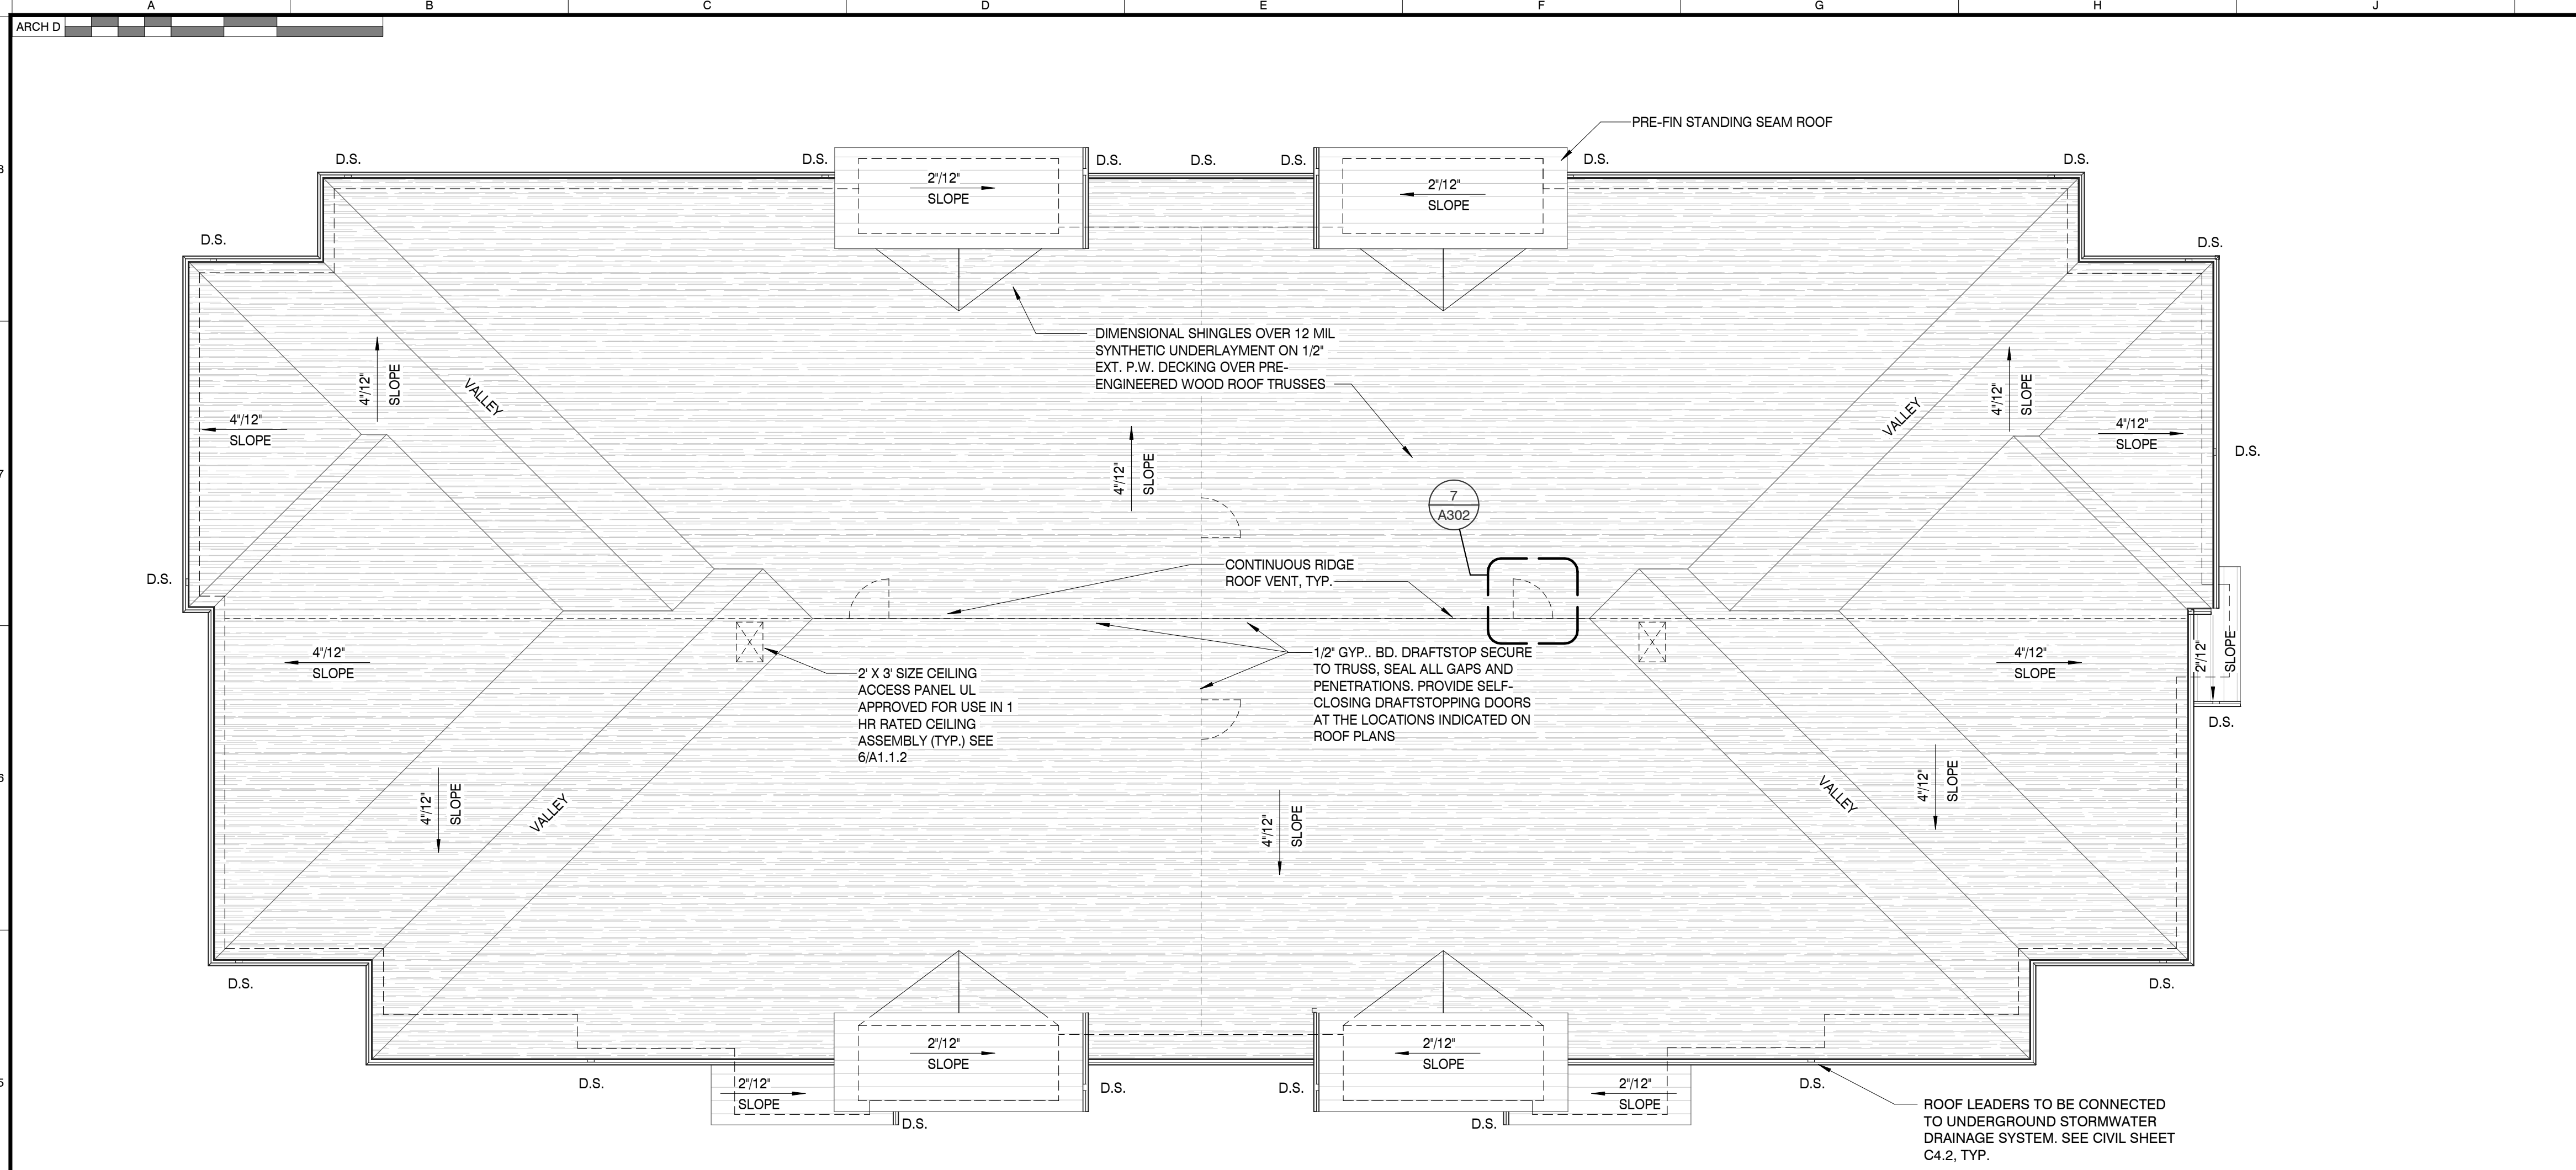 A B C D E F G H J
ARCH D
PRE-FIN STANDING SEAM ROOF
D.S. D.S. D.S. D.S. D.S. D.S. D.S.
8
2"/12"
SLOPE
2"/12"
SLOPE
D.S.
D.S.
DIMENSIONAL SHINGLES OVER 12 MIL
SYNTHETIC UNDERLAYMENT ON 1/2"
EXT. P.W. DECKING OVER PRE-
ENGINEERED WOOD ROOF TRUSSES
4"/12"
SLOPE
VALLEY
4"/12"
SLOPE
4"/12"
SLOPE
VALLEY
4"/12"
SLOPE
4"/12"
SLOPE
D.S.
7
7
A302
CONTINUOUS RIDGE
ROOF VENT, TYP.
D.S.
4"/12"
SLOPE
2' X 3' SIZE CEILING
ACCESS PANEL UL
APPROVED FOR USE IN 1
HR RATED CEILING
ASSEMBLY (TYP.) SEE
6/A1.1.2
1/2" GYP.. BD. DRAFTSTOP SECURE
TO TRUSS, SEAL ALL GAPS AND
PENETRATIONS. PROVIDE SELF-
CLOSING DRAFTSTOPPING DOORS
AT THE LOCATIONS INDICATED ON
ROOF PLANS
4"/12"
SLOPE
2"/12"
SLOPE
D.S.
6
4"/12"
SLOPE
VALLEY
4"/12"
SLOPE
VALLEY
4"/12"
SLOPE
D.S.
D.S.
2"/12"
SLOPE
2"/12"
SLOPE
5
D.S.
2"/12"
SLOPE
D.S.
D.S.
2"/12"
SLOPE
D.S.
D.S.
D.S.
ROOF LEADERS TO BE CONNECTED
TO UNDERGROUND STORMWATER
DRAINAGE SYSTEM. SEE CIVIL SHEET
C4.2, TYP.